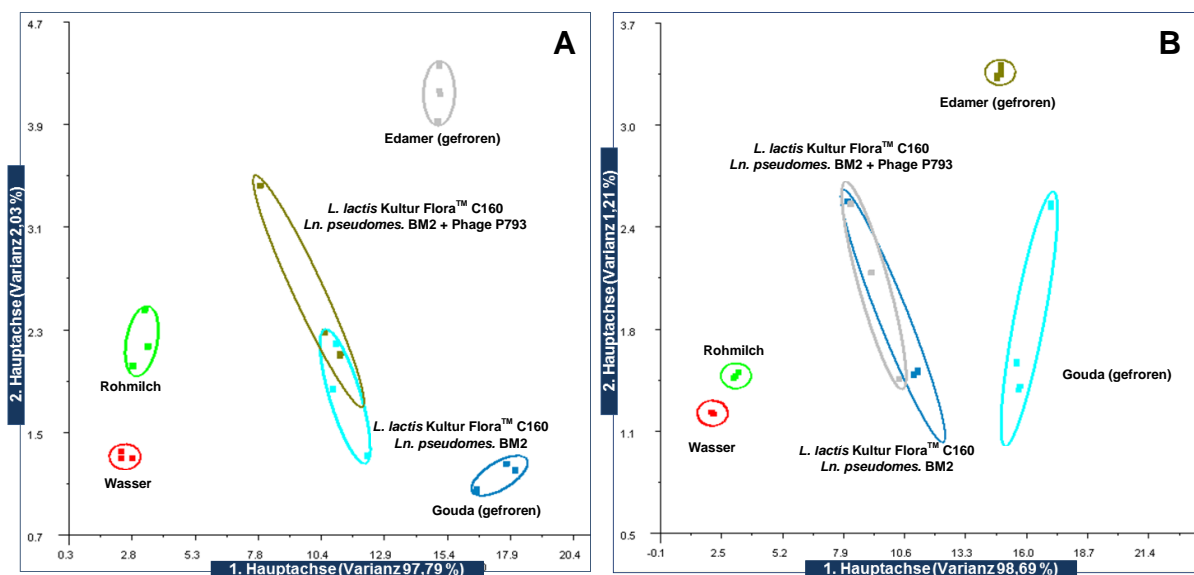 A
4.7
3.9
3.1
2.3
1.5
0.7
2. Hauptachse (Varianz 2,03 %)
Edamer (gefroren)
L. lactis Kultur Flora™ C160
Ln. pseudomes. BM2 + Phage P793
Rohmilch
L. lactis Kultur Flora™ C160
Ln. pseudomes. BM2
Wasser
Gouda (gefroren)
0.3 2.8 5.3 7.8 10.4 12.9 15.4 17.9 20.4
1. Hauptachse (Varianz 97,79 %)
B
3.7
3.0
2.4
1.8
1.1
0.5
2. Hauptachse (Varianz 1,21 %)
Edamer (gefroren)
L. lactis Kultur Flora™ C160
Ln. pseudomes. BM2 + Phage P793
Rohmilch
Gouda (gefroren)
Wasser
L. lactis Kultur Flora™ C160
Ln. pseudomes. BM2
-0.1 2.5 5.2 7.9 10.6 13.3 16.0 18.7 21.4
1. Hauptachse (Varianz 98,69 %)